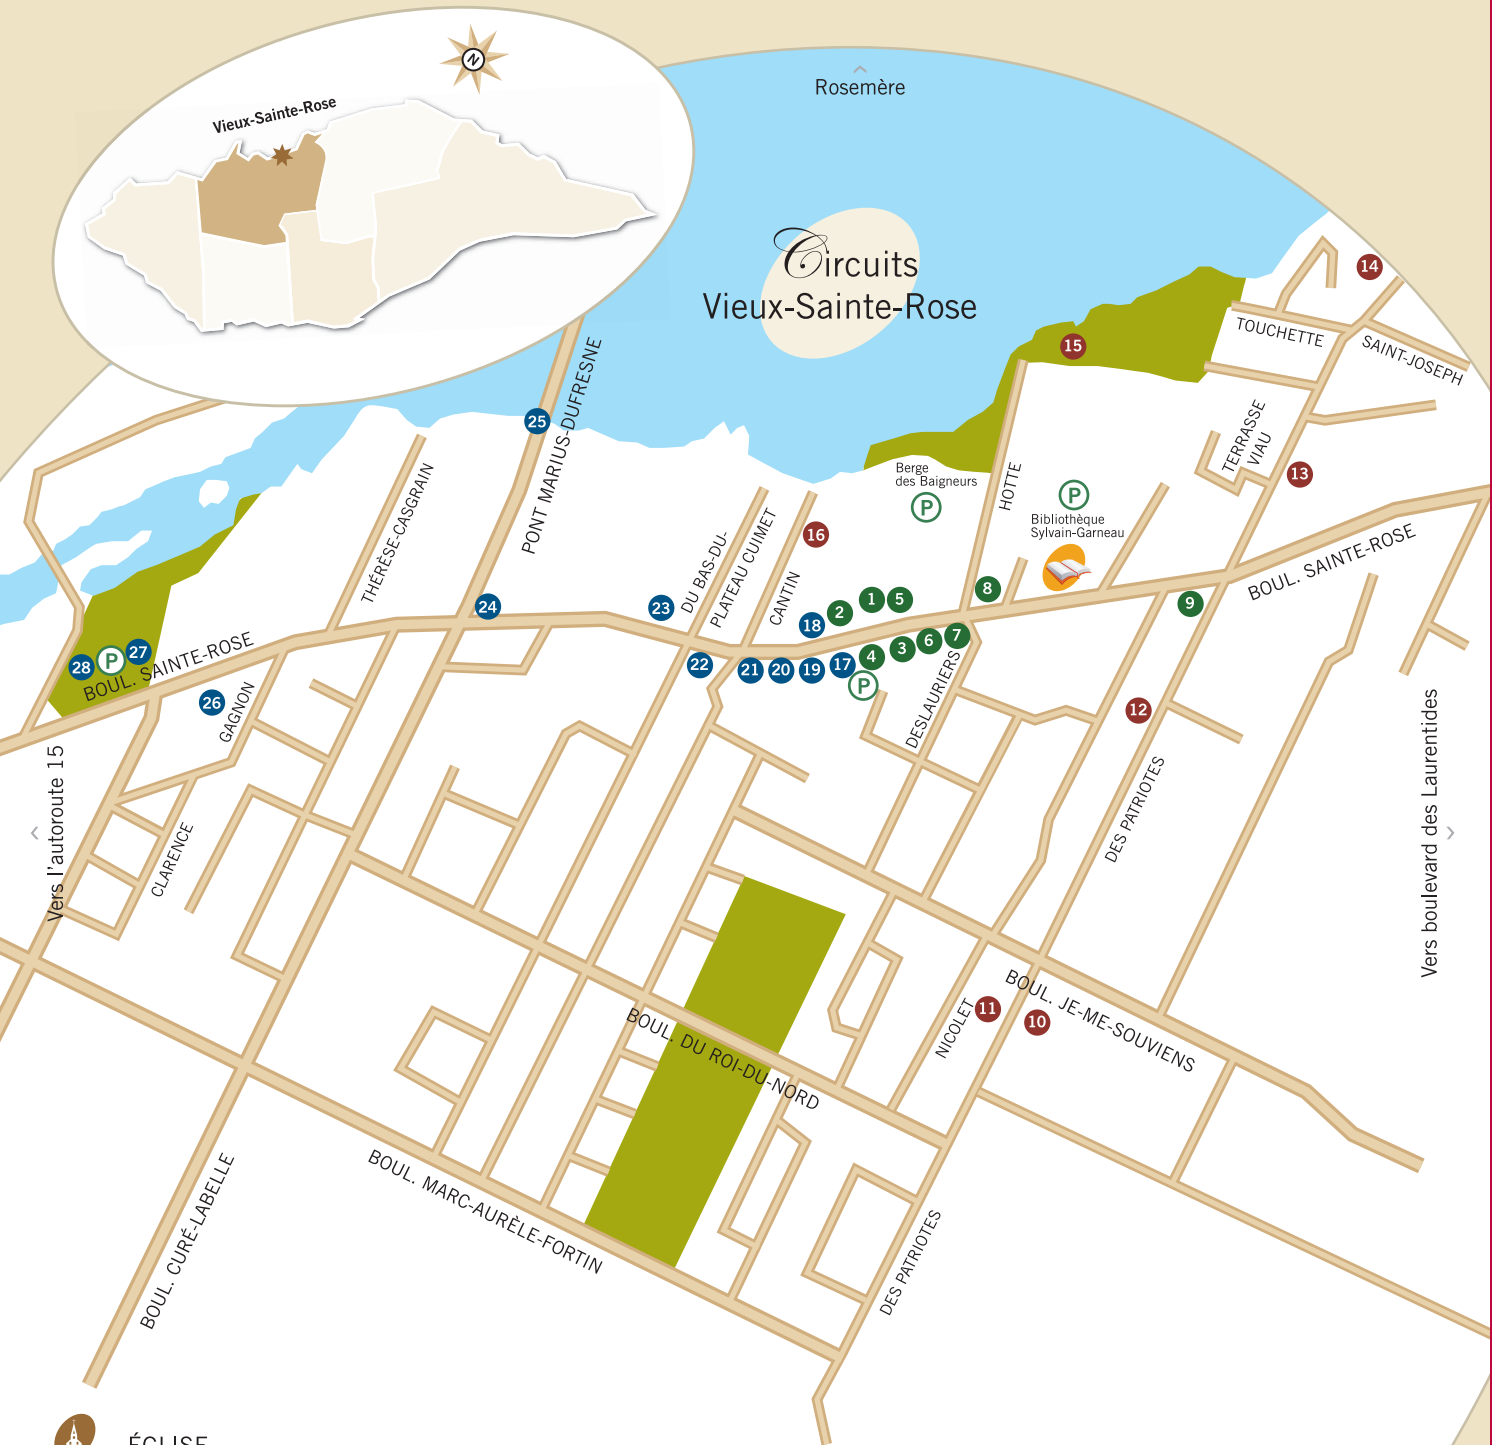 N
Vieux-Sainte-Rose
Rosemère
Circuits
Vieux-Sainte-Rose
14
15
TOUCHETTE
SAINT-JOSEPH
25
PONT MARIUS-DUFRESNE
THÉRÈSE-CASGRAIN
Berge
des Baigneurs
P
HOTTE
P
Bibliothèque
Sylvain-Garneau
TERRASSE
VIAU
13
16
DU BAS-DU-
PLATEAU CUIMET
CANTIN
BOUL. SAINTE-ROSE
24
23
18
2
1
5
8
9
28
P
27
BOUL. SAINTE-ROSE
26
GAGNON
22
21
20
19
17
4
3
6
7
P
DESLAURIERS
12
Vers l'autoroute 15
CLARENCE
DES PATRIOTES
Vers boulevard des Laurentides
BOUL. JE-ME-SOUVIENS
NICOLET
11
10
BOUL. DU ROI-DU-NORD
BOUL. MARC-AURÈLE-FORTIN
BOUL. CURÉ-LABELLE
DES PATRIOTES
ÉGLISE